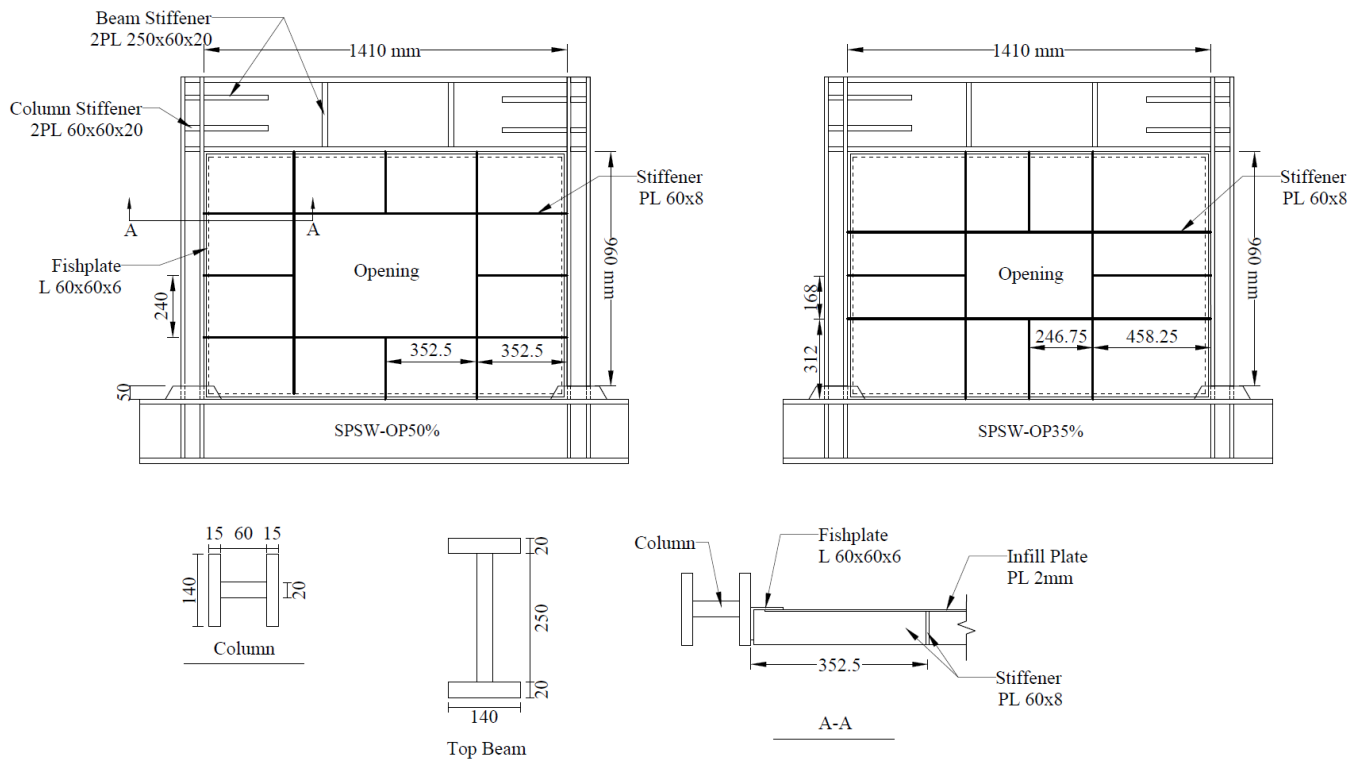 Beam Stiffener
2PL 250x60x20
1410 mm
Column Stiffener
2PL 60x60x20
Stiffener
PL 60x8
A
A
Fishplate
L 60x60x6
Opening
960 mm
240
352.5
352.5
50
SPSW-OP50%
1410 mm
Stiffener
PL 60x8
Opening
960 mm
168
246.75
458.25
312
SPSW-OP35%
15
60
15
140
20
Column
20
250
20
140
Top Beam
Column
Fishplate
L 60x60x6
Infill Plate
PL 2mm
352.5
Stiffener
PL 60x8
A-A